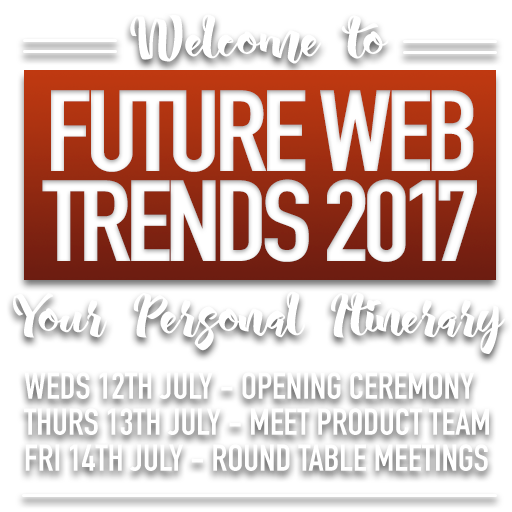 Welcome to
FUTURE WEB
TRENDS 2017
Your Personal Itinerary
WEDS 12TH JULY - OPENING CEREMONY
THURS 13TH JULY - MEET PRODUCT TEAM
FRI 14TH JULY - ROUND TABLE MEETINGS